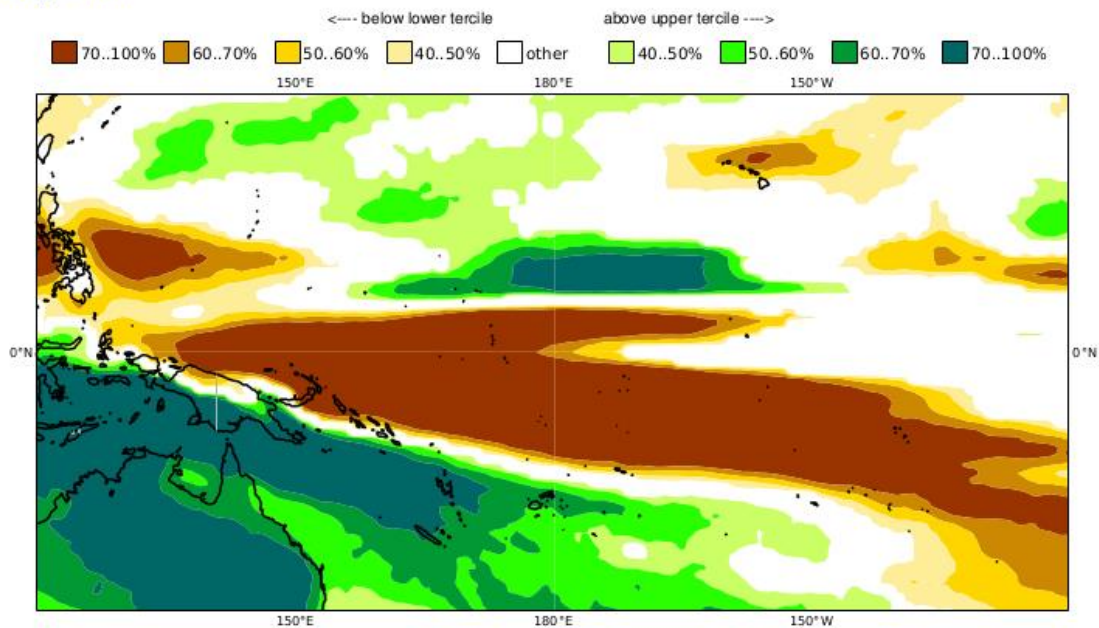 <---- below lower tercile above upper tercile ---->
70..100% 60..70% 50..60% 40..50% other 40..50% 50..60% 60..70% 70..100%
150°E 180°E 150°W
0°N 0°N
150°E 180°E 150°W